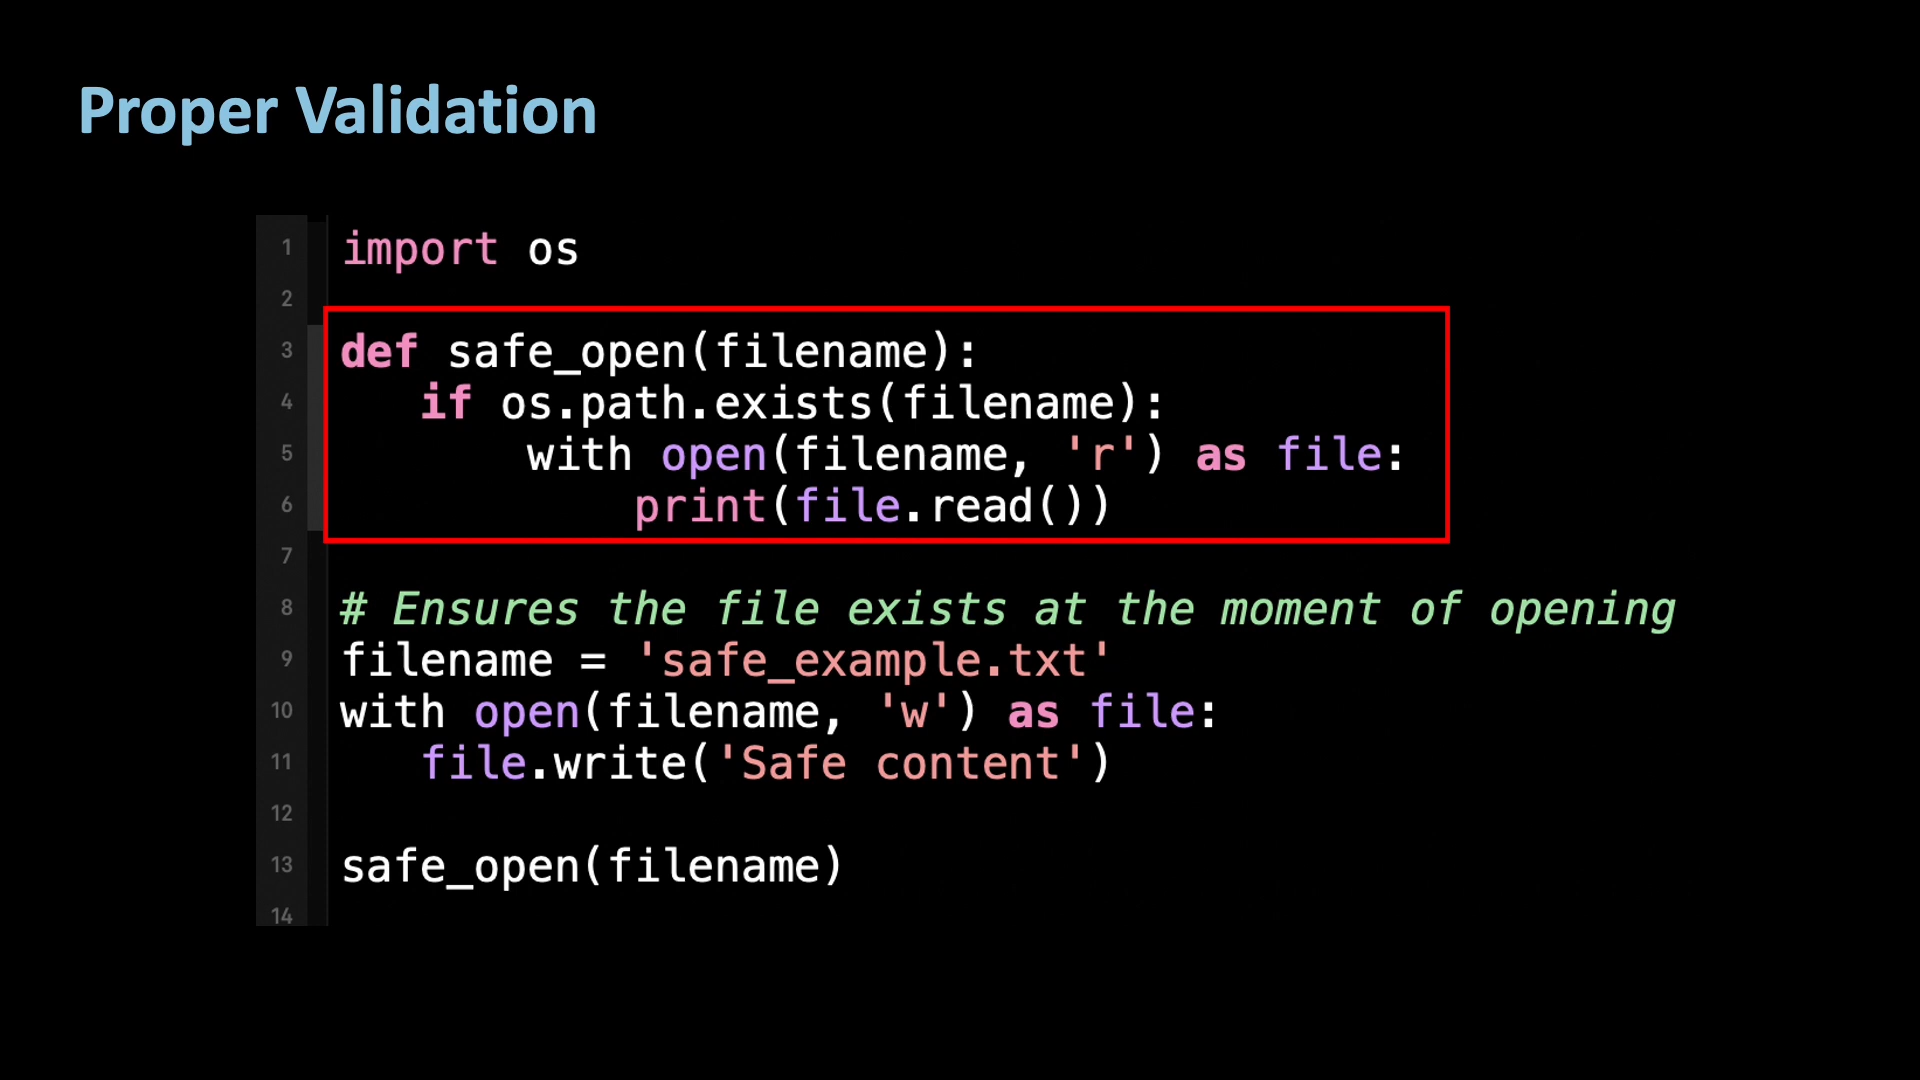 Proper Validation
1 import os
2
3 def safe_open(filename):
4 if os.path.exists(filename):
5 with open(filename, 'r') as file:
6 print(file.read())
7
8 # Ensures the file exists at the moment of opening
9 filename = 'safe_example.txt'
10 with open(filename, 'w') as file:
11 file.write('Safe content')
12
13 safe_open(filename)
14